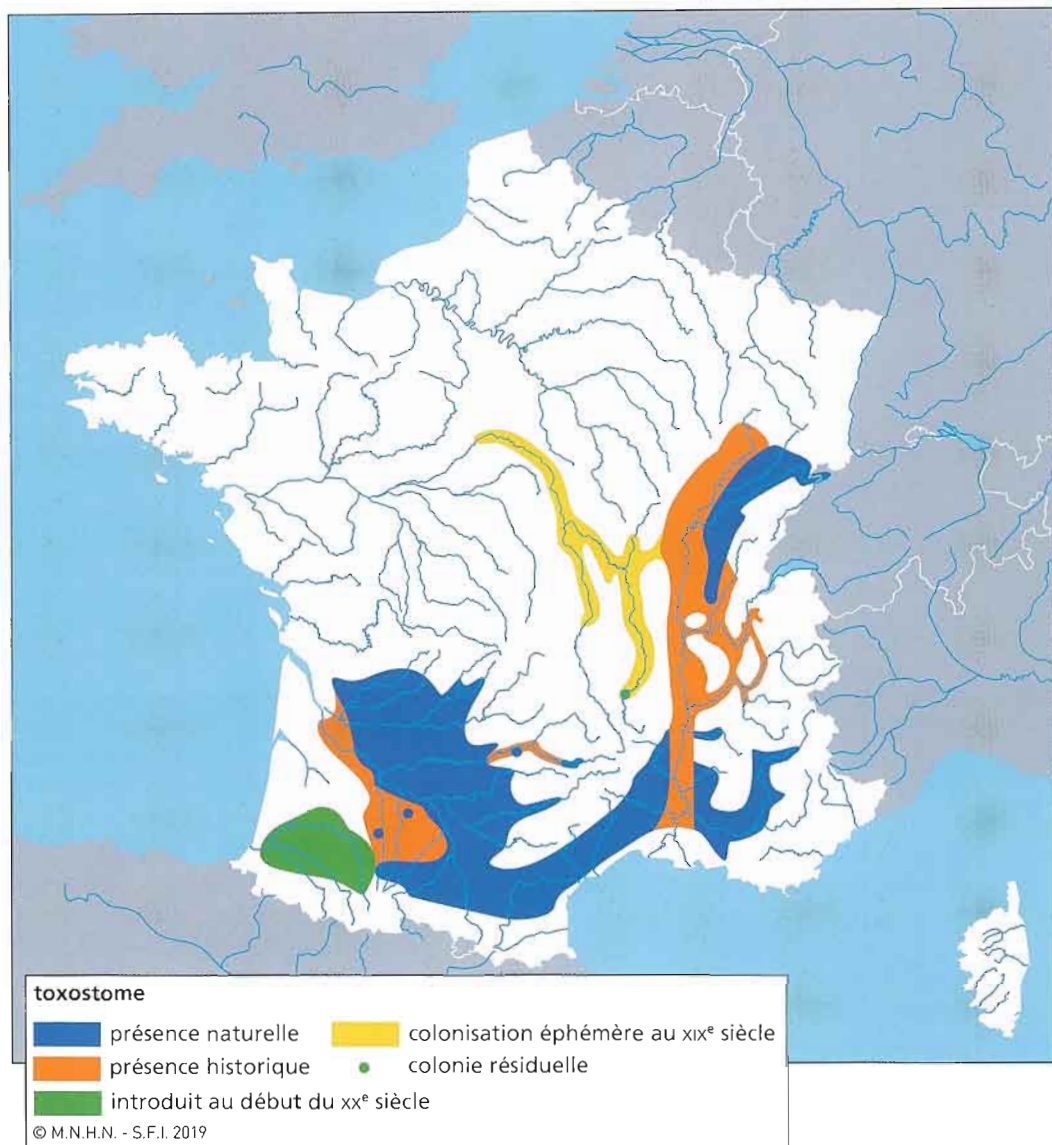 toxostome
présence naturelle
colonisation éphémère au XIXe siècle
présence historique
colonie résiduelle
introduit au début du XXe siècle
© M.N.H.N. - S.F.I. 2019